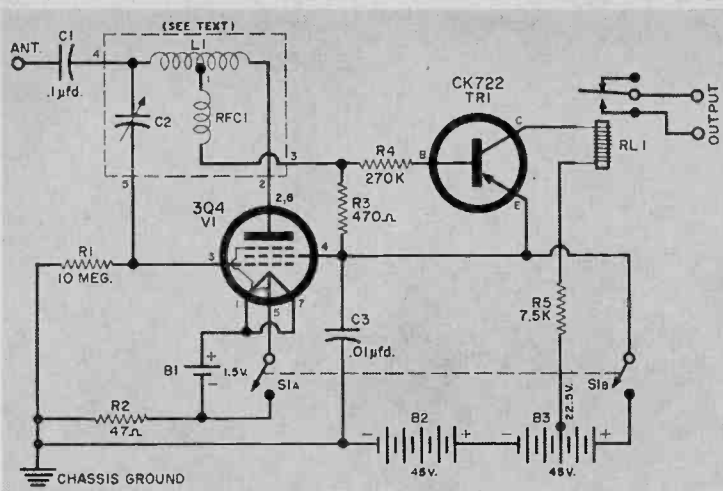 (SEE TEXT)
ANT.
C1
.1µfd.
4
L1
1
RFC1
C2
3
5
2
CK722
TR1
C
B
E
R4
270K
R3
470Ω
RL1
OUTPUT
3Q4
V1
2,6
3
4
1
5
7
R1
10 MEG.
C3
.01µfd.
R5
7.5K
B1
+
1.5V.
-
S1A
S1B
22.5V.
R2
47Ω
- B2 +
45V.
- B3 +
45V.
CHASSIS GROUND